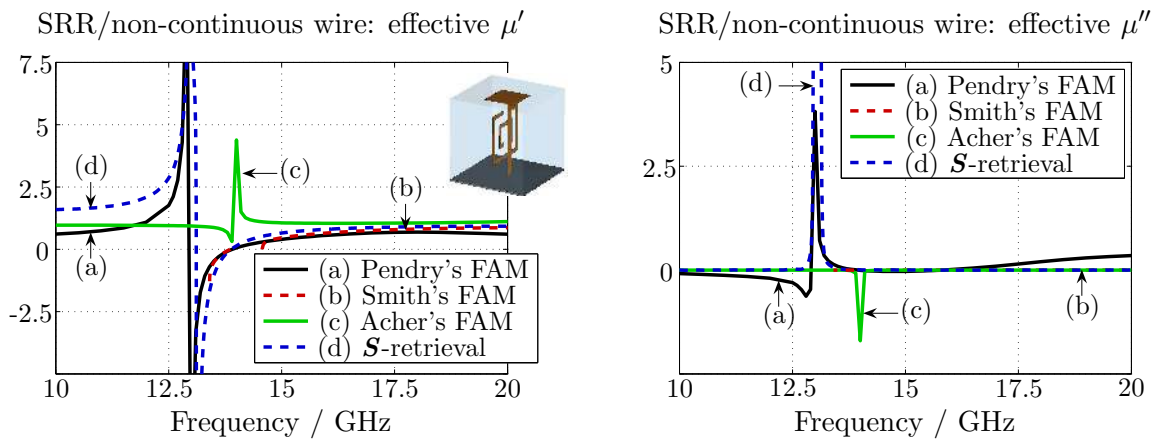 SRR/non-continuous wire: effective μ′
7.5
5
2.5
0
-2.5
10
12.5
15
17.5
20
Frequency / GHz
(d)
(a)
(c)
(b)
(a) Pendry's FAM
(b) Smith's FAM
(c) Acher's FAM
(d) S-retrieval
SRR/non-continuous wire: effective μ″
5
2.5
0
10
12.5
15
17.5
20
Frequency / GHz
(d)
(a)
(c)
(b)
(a) Pendry's FAM
(b) Smith's FAM
(c) Acher's FAM
(d) S-retrieval